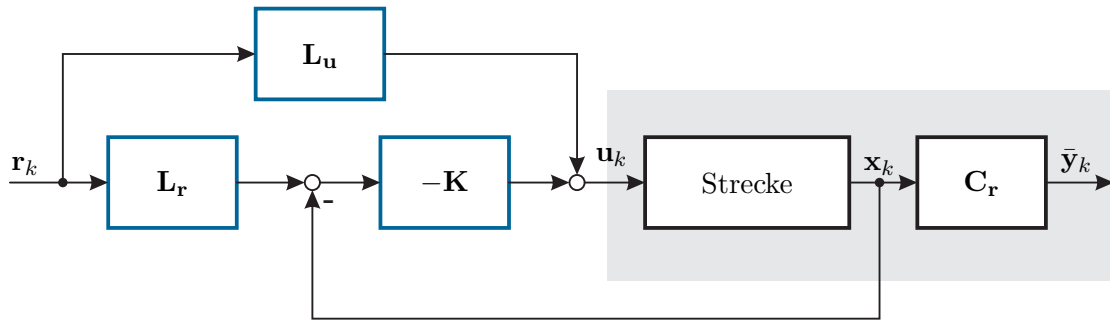 L_u
r_k
L_r
-
−K
u_k
Strecke
x_k
C_r
ȳ_k